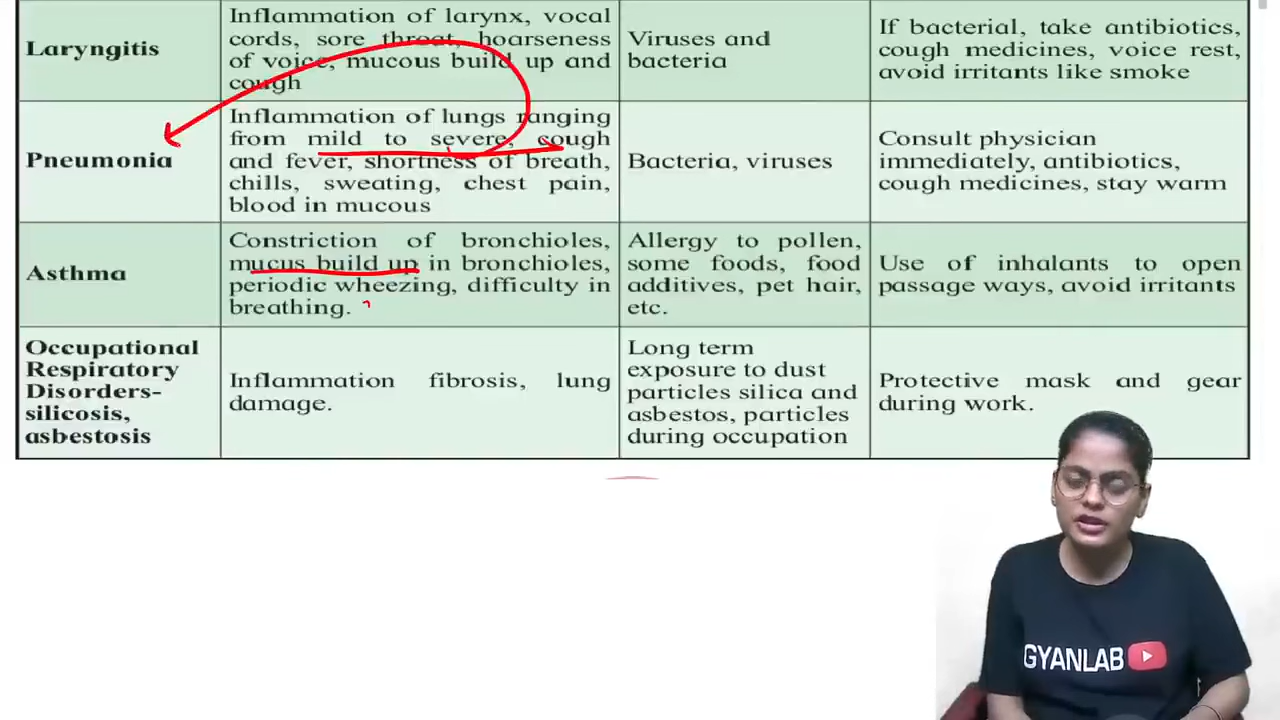 Laryngitis
Inflammation of larynx, vocal
cords, sore throat, hoarseness
of voice, mucous build up and
cough
Viruses and
bacteria
If bacterial, take antibiotics,
cough medicines, voice rest,
avoid irritants like smoke
Pneumonia
Inflammation of lungs ranging
from mild to severe, cough
and fever, shortness of breath,
chills, sweating, chest pain,
blood in mucous
Bacteria, viruses
Consult physician
immediately, antibiotics,
cough medicines, stay warm
Asthma
Constriction of bronchioles,
mucus build up in bronchioles,
periodic wheezing, difficulty in
breathing.
Allergy to pollen,
some foods, food
additives, pet hair,
etc.
Use of inhalants to open
passage ways, avoid irritants
Occupational
Respiratory
Disorders-
silicosis,
asbestosis
Inflammation fibrosis, lung
damage.
Long term
exposure to dust
particles silica and
asbestos, particles
during occupation
Protective mask and gear
during work.
GYANLAB